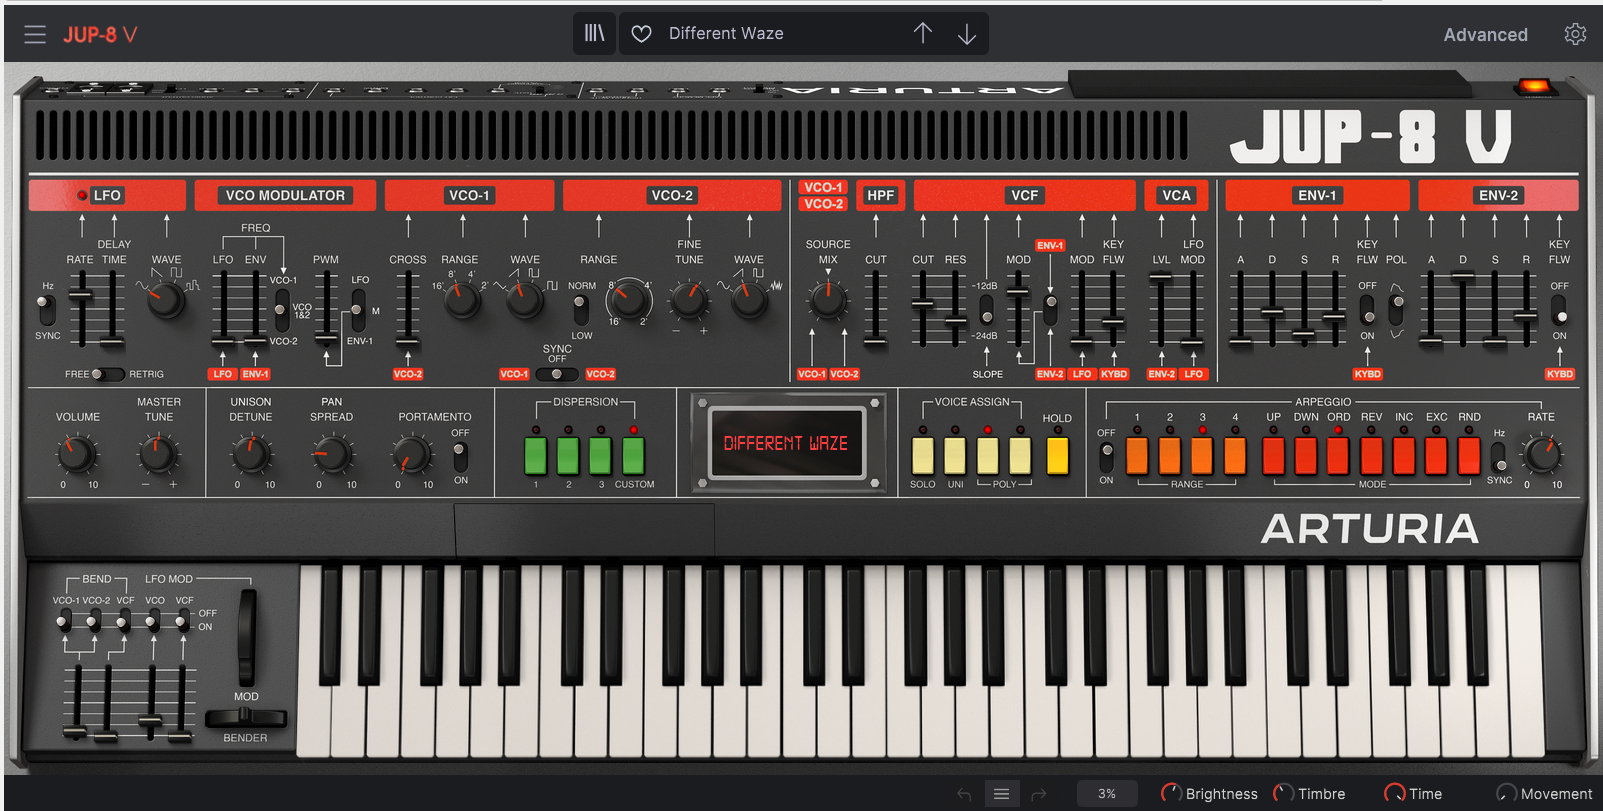 JUP-8 V
Different Waze
Advanced
ARTURIA
JUP-8 V
LFO
VCO MODULATOR
VCO-1
VCO-2
VCO-1
VCO-2
HPF
VCF
VCA
ENV-1
ENV-2
RATE
DELAY TIME
WAVE
Hz
SYNC
FREE
RETRIG
FREQ
LFO
ENV
PWM
VCO-1
VCO 1&2
VCO-2
LFO
M
ENV-1
LFO
ENV-1
CROSS
RANGE
WAVE
16' 8' 4' 2'
VCO-2
SYNC
OFF
VCO-1
VCO-2
RANGE
FINE TUNE
WAVE
NORM
LOW
16' 8' 4' 2'
− +
SOURCE MIX
CUT
VCO-1 VCO-2
CUT
RES
-12dB
-24dB
SLOPE
MOD
ENV-1
ENV-2
MOD
KEY FLW
LFO
KYBD
LVL
LFO MOD
ENV-2
LFO
A D S R
KEY FLW
POL
OFF
ON
KYBD
A D S R
KEY FLW
OFF
ON
KYBD
VOLUME
0 10
MASTER TUNE
− +
UNISON DETUNE
0 10
PAN SPREAD
0 10
PORTAMENTO
0 10
OFF
ON
DISPERSION
1 2 3 CUSTOM
DIFFERENT WAZE
VOICE ASSIGN
HOLD
SOLO UNI POLY
ARPEGGIO
OFF
ON
1 2 3 4
RANGE
UP DWN ORD REV INC EXC RND
MODE
Hz
SYNC
RATE
0 10
ARTURIA
BEND
LFO MOD
VCO-1 VCO-2 VCF VCO VCF
OFF
ON
MOD
BENDER
3%
Brightness
Timbre
Time
Movement